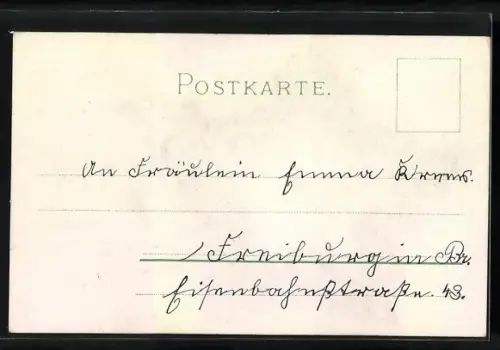 POSTKARTE.
An Fräulein Emma
Freiburg in Br.
Eisenbahnstraße. 43.